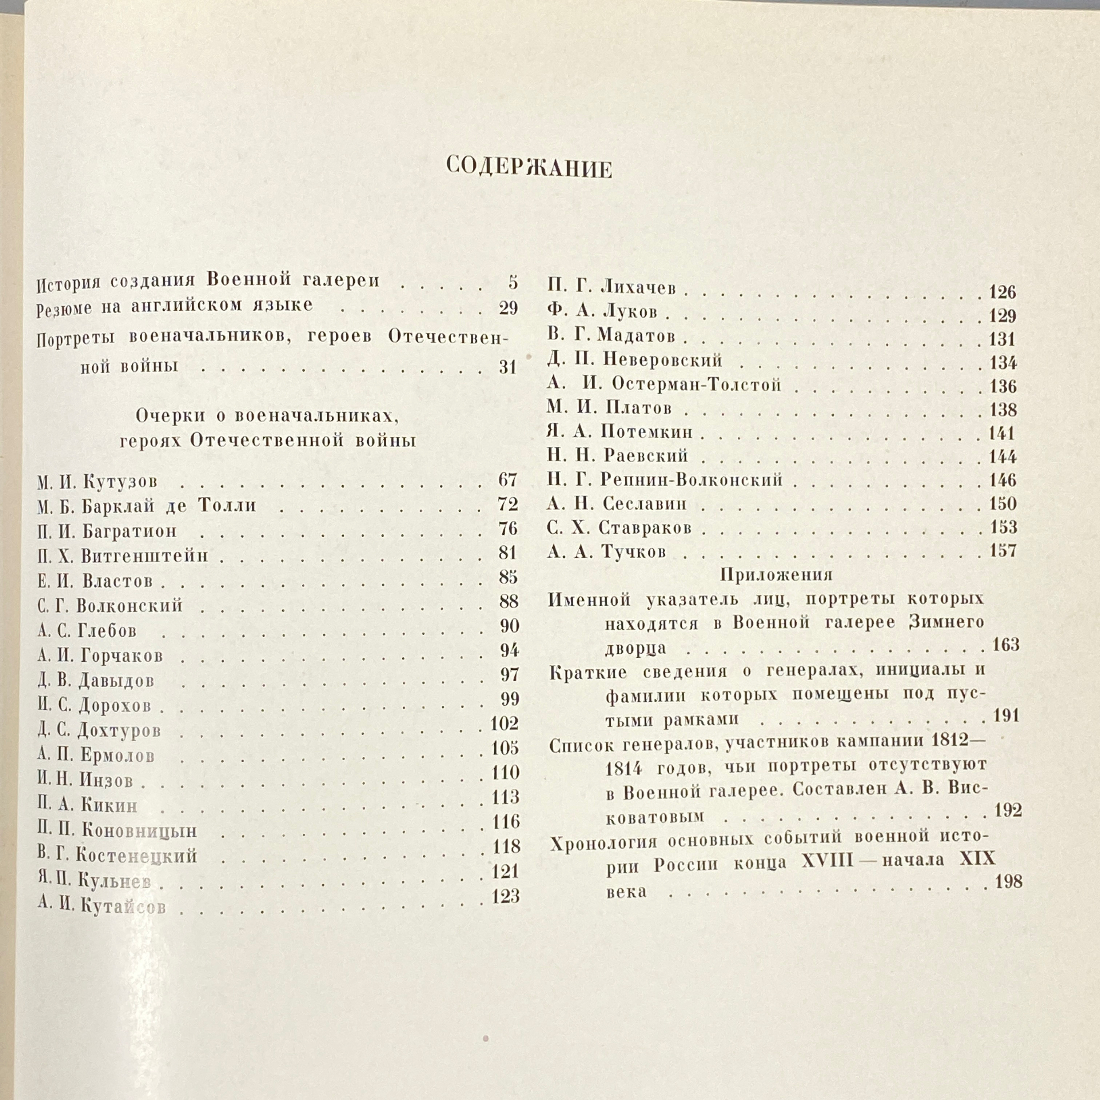 СОДЕРЖАНИЕ
История создания Военной галереи . . . . . 5
Резюме на английском языке . . . . . . . . 29
Портреты военачальников, героев Отечествен-
ной войны . . . . . . . . . . . . . . . 31
Очерки о военачальниках,
героях Отечественной войны
М. И. Кутузов . . . . . . . . . . . . . . . 67
М. Б. Барклай де Толли . . . . . . . . . . 72
П. И. Багратион . . . . . . . . . . . . . . 76
П. Х. Витгенштейн . . . . . . . . . . . . . 81
Е. И. Властов . . . . . . . . . . . . . . . 85
С. Г. Волконский . . . . . . . . . . . . . 88
А. С. Глебов . . . . . . . . . . . . . . . 90
А. И. Горчаков . . . . . . . . . . . . . . 94
Д. В. Давыдов . . . . . . . . . . . . . . . 97
И. С. Дорохов . . . . . . . . . . . . . . . 99
Д. С. Дохтуров . . . . . . . . . . . . . . 102
А. П. Ермолов . . . . . . . . . . . . . . . 105
И. Н. Инзов . . . . . . . . . . . . . . . . 110
П. А. Кикин . . . . . . . . . . . . . . . . 113
П. П. Коновницын . . . . . . . . . . . . . 116
В. Г. Костенецкий . . . . . . . . . . . . . 118
Я. П. Кульнев . . . . . . . . . . . . . . . 121
А. И. Кутайсов . . . . . . . . . . . . . . 123
П. Г. Лихачев . . . . . . . . . . . . . . . 126
Ф. А. Луков . . . . . . . . . . . . . . . . 129
В. Г. Мадатов . . . . . . . . . . . . . . . 131
Д. П. Неверовский . . . . . . . . . . . . . 134
А. И. Остерман-Толстой . . . . . . . . . . 136
М. И. Платов . . . . . . . . . . . . . . . 138
Я. А. Потемкин . . . . . . . . . . . . . . 141
Н. Н. Раевский . . . . . . . . . . . . . . 144
Н. Г. Репнин-Волконский . . . . . . . . . . 146
А. Н. Сеславин . . . . . . . . . . . . . . 150
С. Х. Ставраков . . . . . . . . . . . . . . 153
А. А. Тучков . . . . . . . . . . . . . . . 157
Приложения
Именной указатель лиц, портреты которых
находятся в Военной галерее Зимнего
дворца . . . . . . . . . . . . . . . . 163
Краткие сведения о генералах, инициалы и
фамилии которых помещены под пус-
тыми рамками . . . . . . . . . . . . 191
Список генералов, участников кампании 1812—
1814 годов, чьи портреты отсутствуют
в Военной галерее. Составлен А. В. Вис-
коватовым . . . . . . . . . . . . . . 192
Хронология основных событий военной исто-
рии России конца XVIII — начала XIX
века . . . . . . . . . . . . . . . . . 198